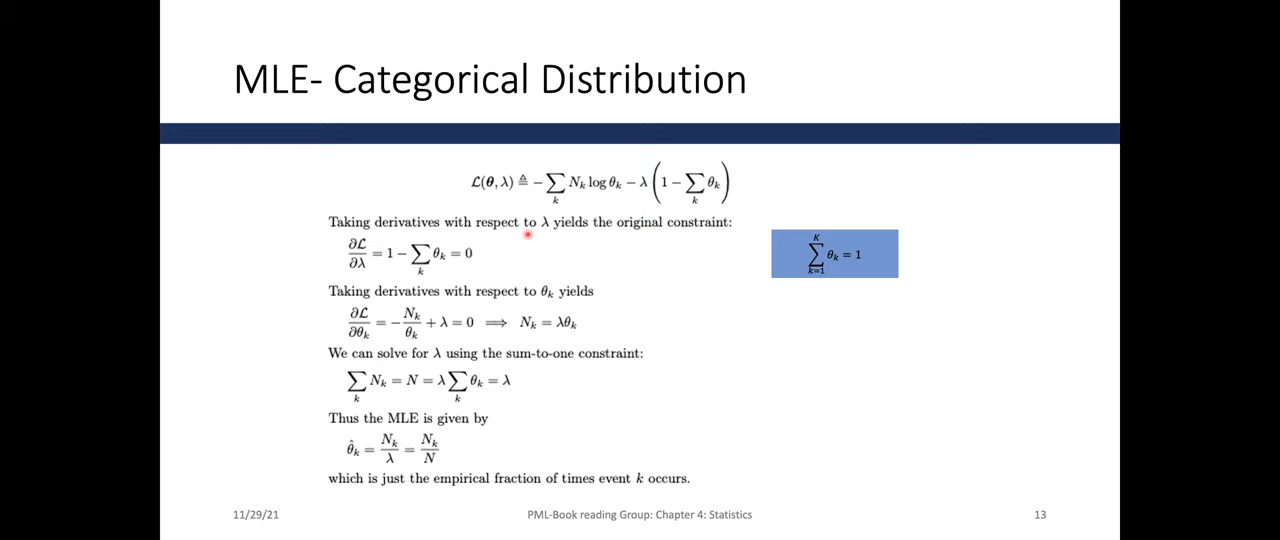 MLE- Categorical Distribution
ℒ(θ, λ) ≜ − ∑_k N_k log θ_k − λ (1 − ∑_k θ_k)
Taking derivatives with respect to λ yields the original constraint:
∂ℒ/∂λ = 1 − ∑_k θ_k = 0
∑_{k=1}^{K} θ_k = 1
Taking derivatives with respect to θ_k yields
∂ℒ/∂θ_k = − N_k/θ_k + λ = 0 ⟹ N_k = λθ_k
We can solve for λ using the sum-to-one constraint:
∑_k N_k = N = λ ∑_k θ_k = λ
Thus the MLE is given by
θ̂_k = N_k/λ = N_k/N
which is just the empirical fraction of times event k occurs.
11/29/21
PML-Book reading Group: Chapter 4: Statistics
13